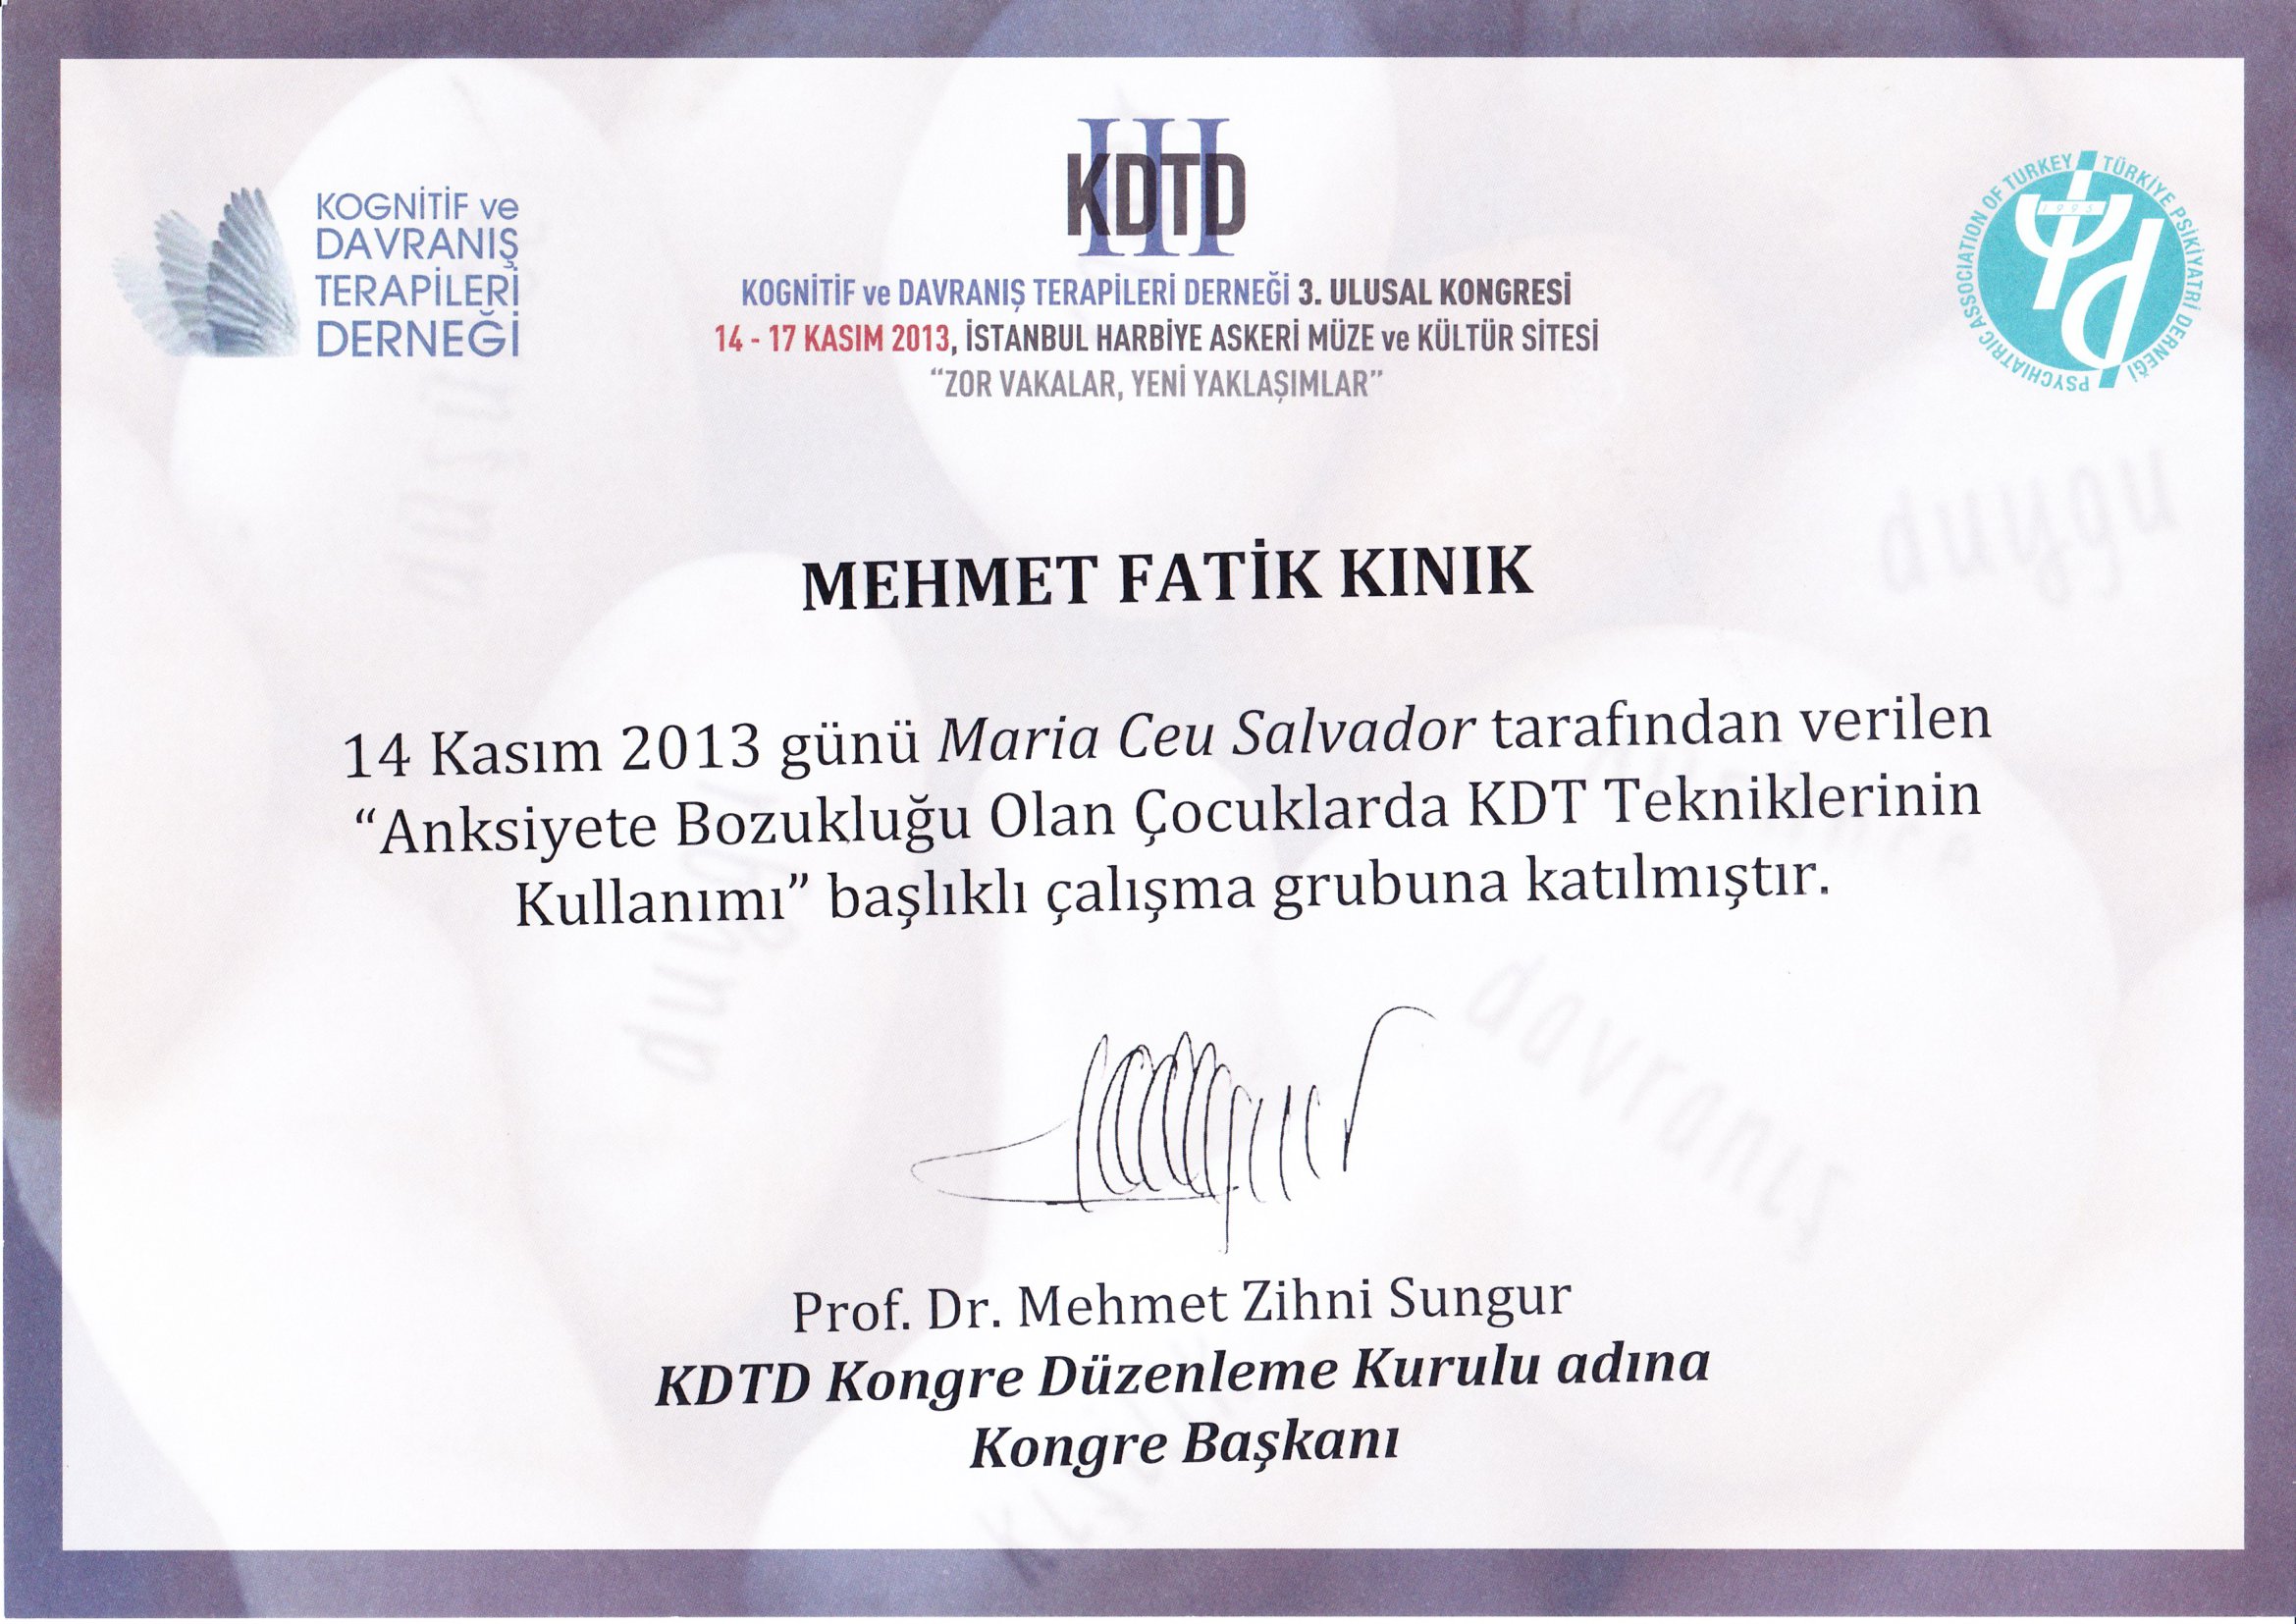 KOGNİTİF ve
DAVRANIŞ
TERAPİLERİ
DERNEĞİ
III
KDTD
KOGNİTİF ve DAVRANIŞ TERAPİLERİ DERNEĞİ 3. ULUSAL KONGRESİ
14 - 17 KASIM 2013, İSTANBUL HARBİYE ASKERİ MÜZE ve KÜLTÜR SİTESİ
“ZOR VAKALAR, YENİ YAKLAŞIMLAR”
PSYCHIATRIC ASSOCIATION OF TURKEY
TÜRKİYE PSİKİYATRİ DERNEĞİ
1995
duygu
MEHMET FATİK KINIK
14 Kasım 2013 günü Maria Ceu Salvador tarafından verilen
“Anksiyete Bozukluğu Olan Çocuklarda KDT Tekniklerinin
Kullanımı” başlıklı çalışma grubuna katılmıştır.
duygu
davranış
Prof. Dr. Mehmet Zihni Sungur
KDTD Kongre Düzenleme Kurulu adına
Kongre Başkanı